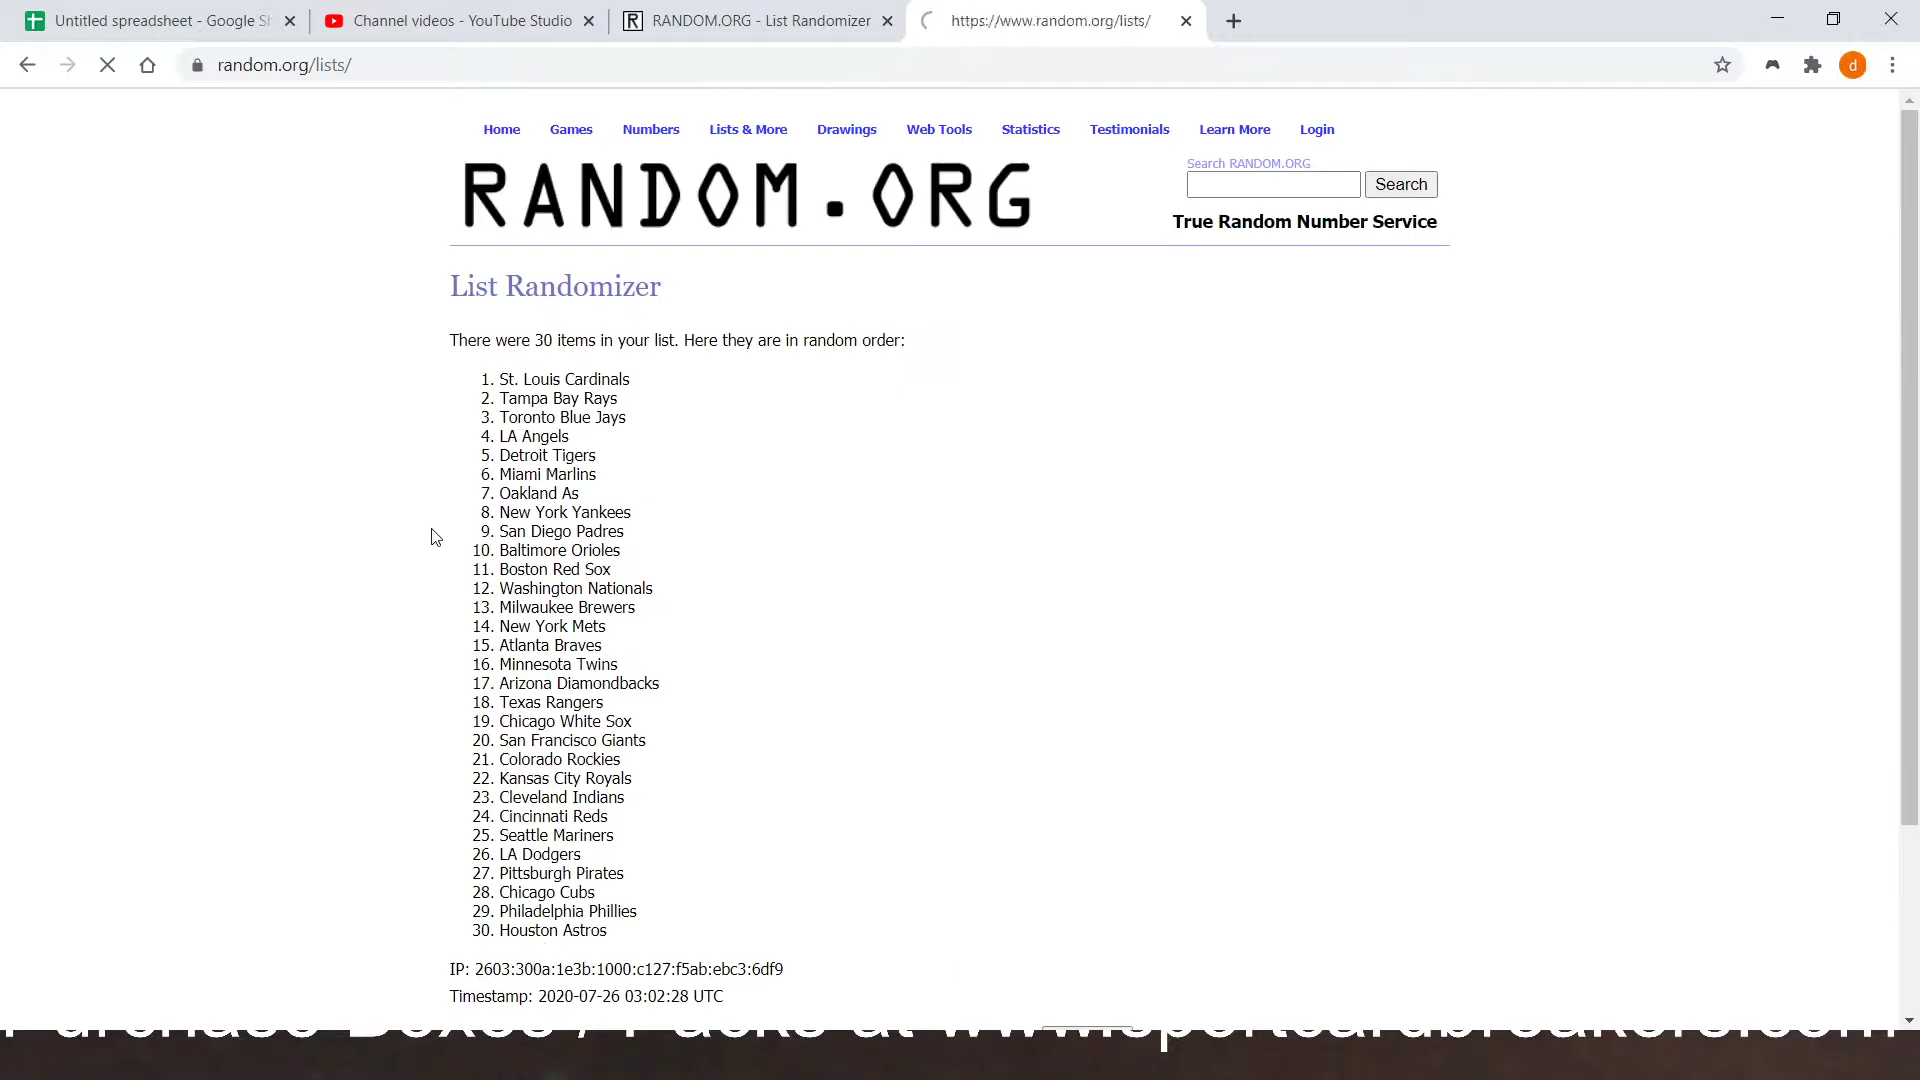 Untitled spreadsheet - Google S
Channel videos - YouTube Studio
RANDOM.ORG - List Randomizer
https://www.random.org/lists/
random.org/lists/
d
Home Games Numbers Lists & More Drawings Web Tools Statistics Testimonials Learn More Login
RANDOM.ORG
Search RANDOM.ORG
Search
True Random Number Service
List Randomizer
There were 30 items in your list. Here they are in random order:
1. St. Louis Cardinals
2. Tampa Bay Rays
3. Toronto Blue Jays
4. LA Angels
5. Detroit Tigers
6. Miami Marlins
7. Oakland As
8. New York Yankees
9. San Diego Padres
10. Baltimore Orioles
11. Boston Red Sox
12. Washington Nationals
13. Milwaukee Brewers
14. New York Mets
15. Atlanta Braves
16. Minnesota Twins
17. Arizona Diamondbacks
18. Texas Rangers
19. Chicago White Sox
20. San Francisco Giants
21. Colorado Rockies
22. Kansas City Royals
23. Cleveland Indians
24. Cincinnati Reds
25. Seattle Mariners
26. LA Dodgers
27. Pittsburgh Pirates
28. Chicago Cubs
29. Philadelphia Phillies
30. Houston Astros
IP: 2603:300a:1e3b:1000:c127:f5ab:ebc3:6df9
Timestamp: 2020-07-26 03:02:28 UTC
Purchase Boxes / Packs at www.sportcardbreakers.com